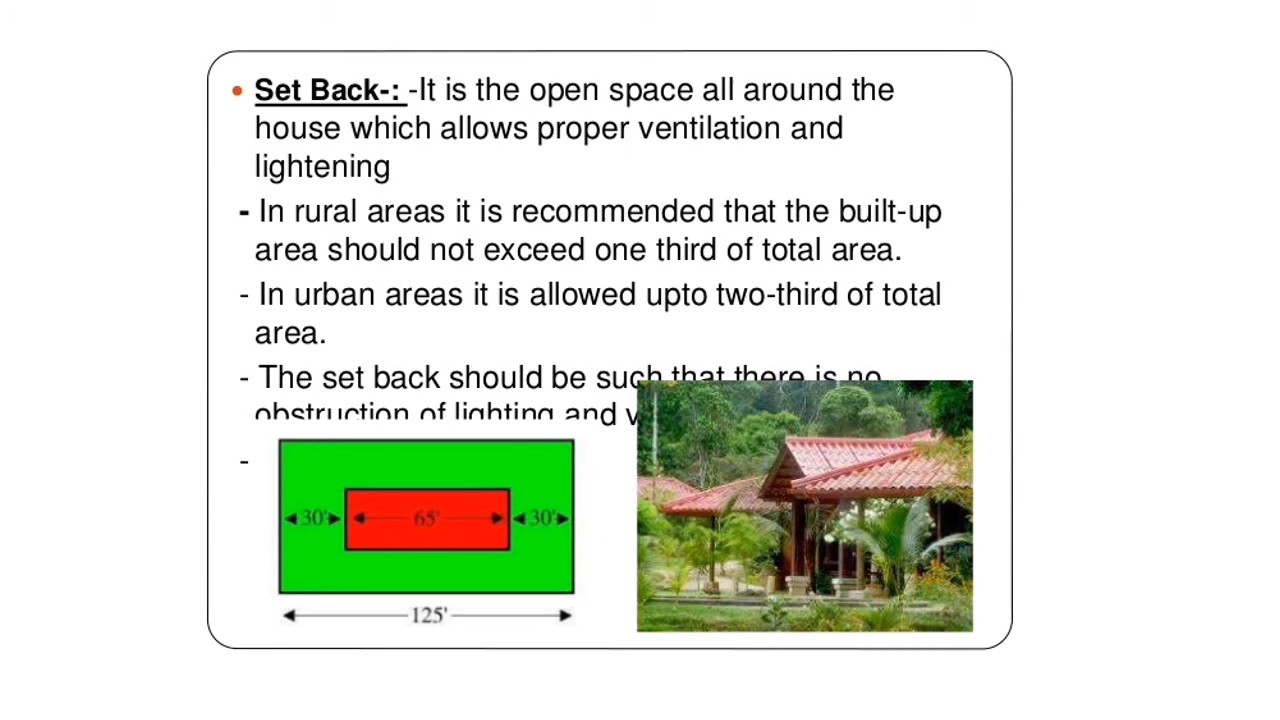 • Set Back-: -It is the open space all around the
house which allows proper ventilation and
lightening
- In rural areas it is recommended that the built-up
area should not exceed one third of total area.
- In urban areas it is allowed upto two-third of total
area.
- The set back should be such that there is no
obstruction of lighting and
-
30' 65' 30'
125'